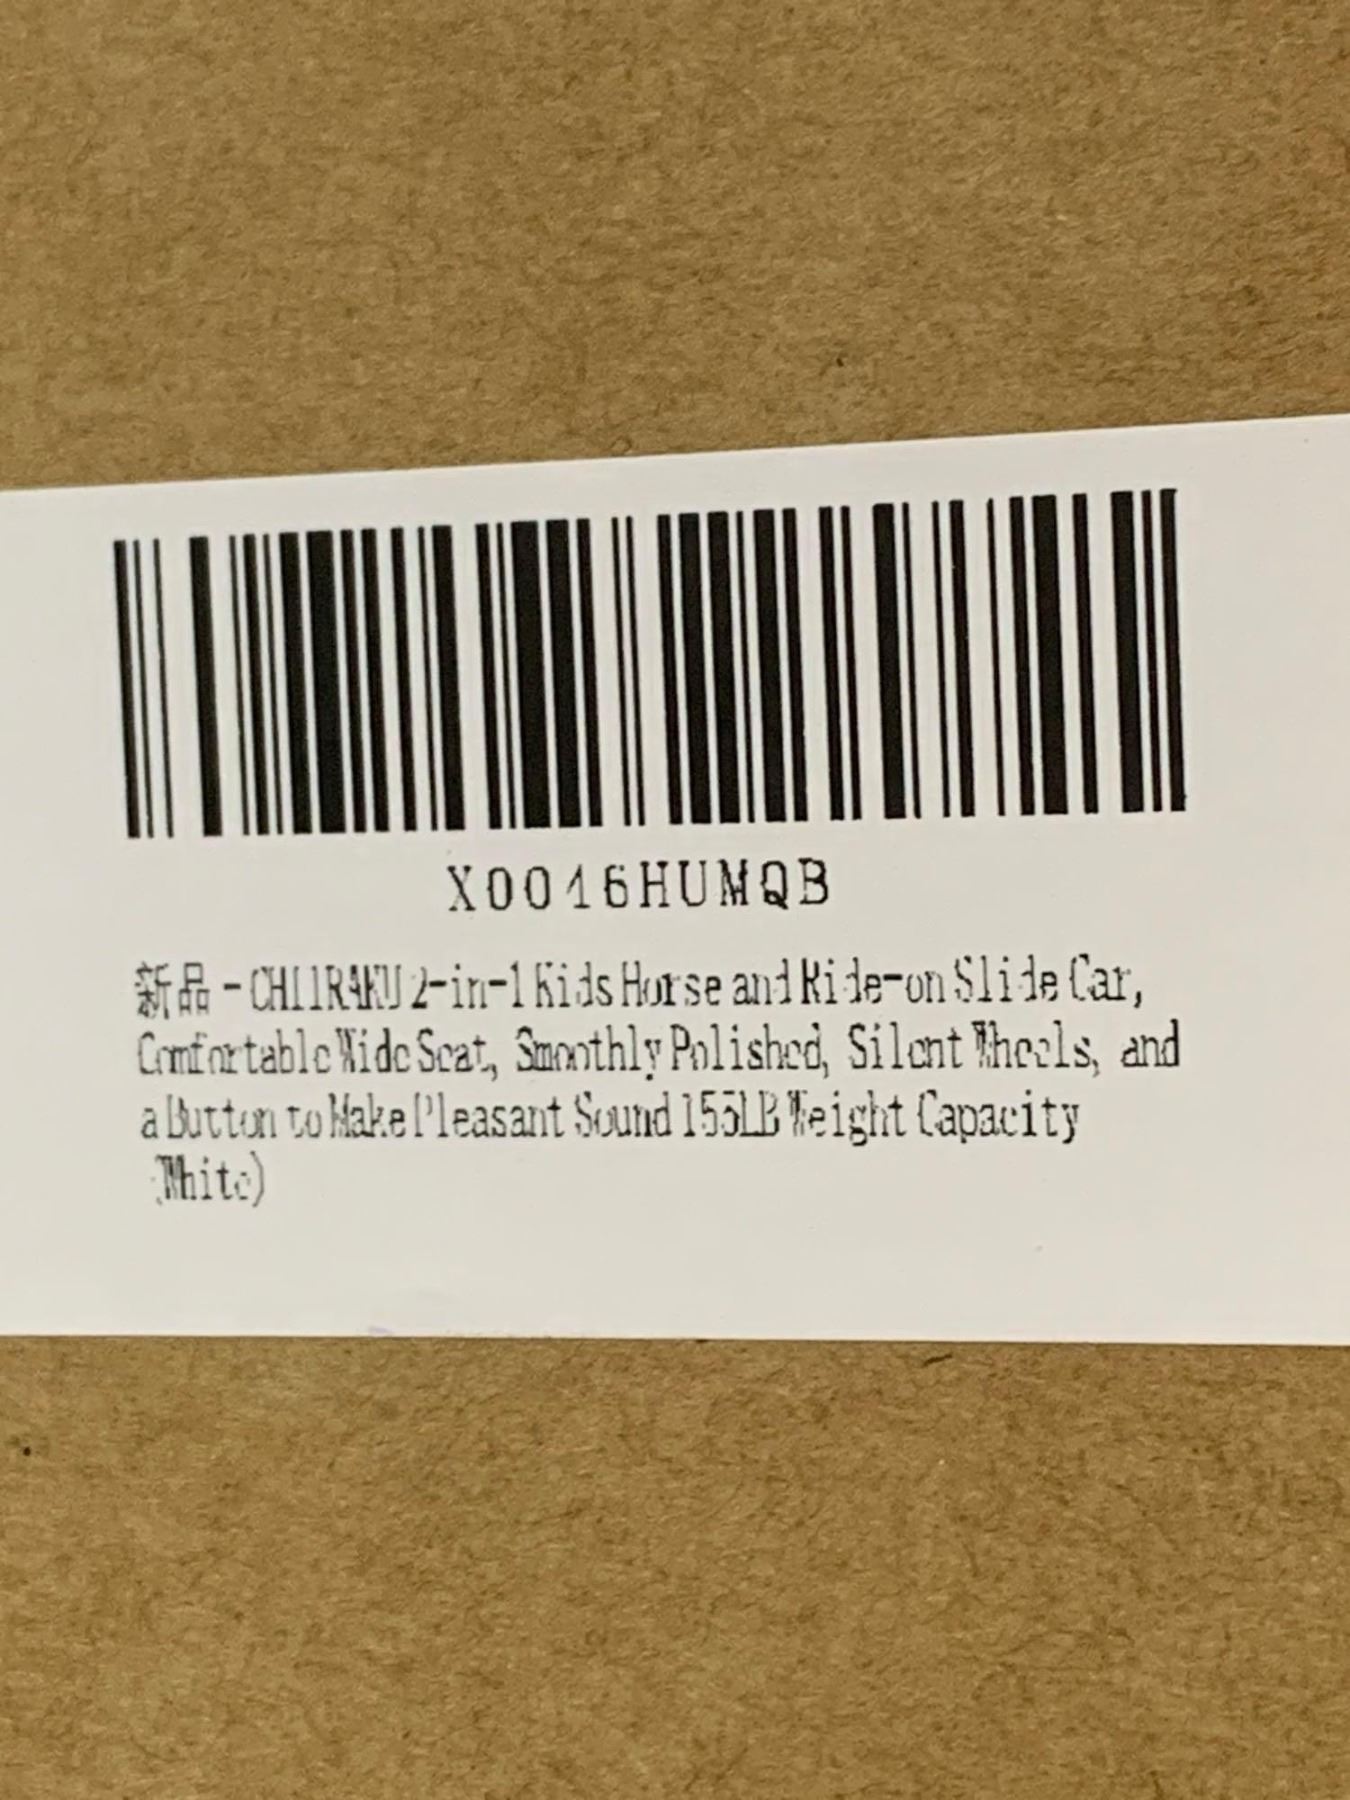 X0016HUMQB
新品 - CHIIRAKU 2-in-1 Kids Horse and Ride-on Slide Car,
Comfortable Wide Seat, Smoothly Polished, Silent Wheels, and
a Button to Make Pleasant Sound 155LB Weight Capacity
(White)